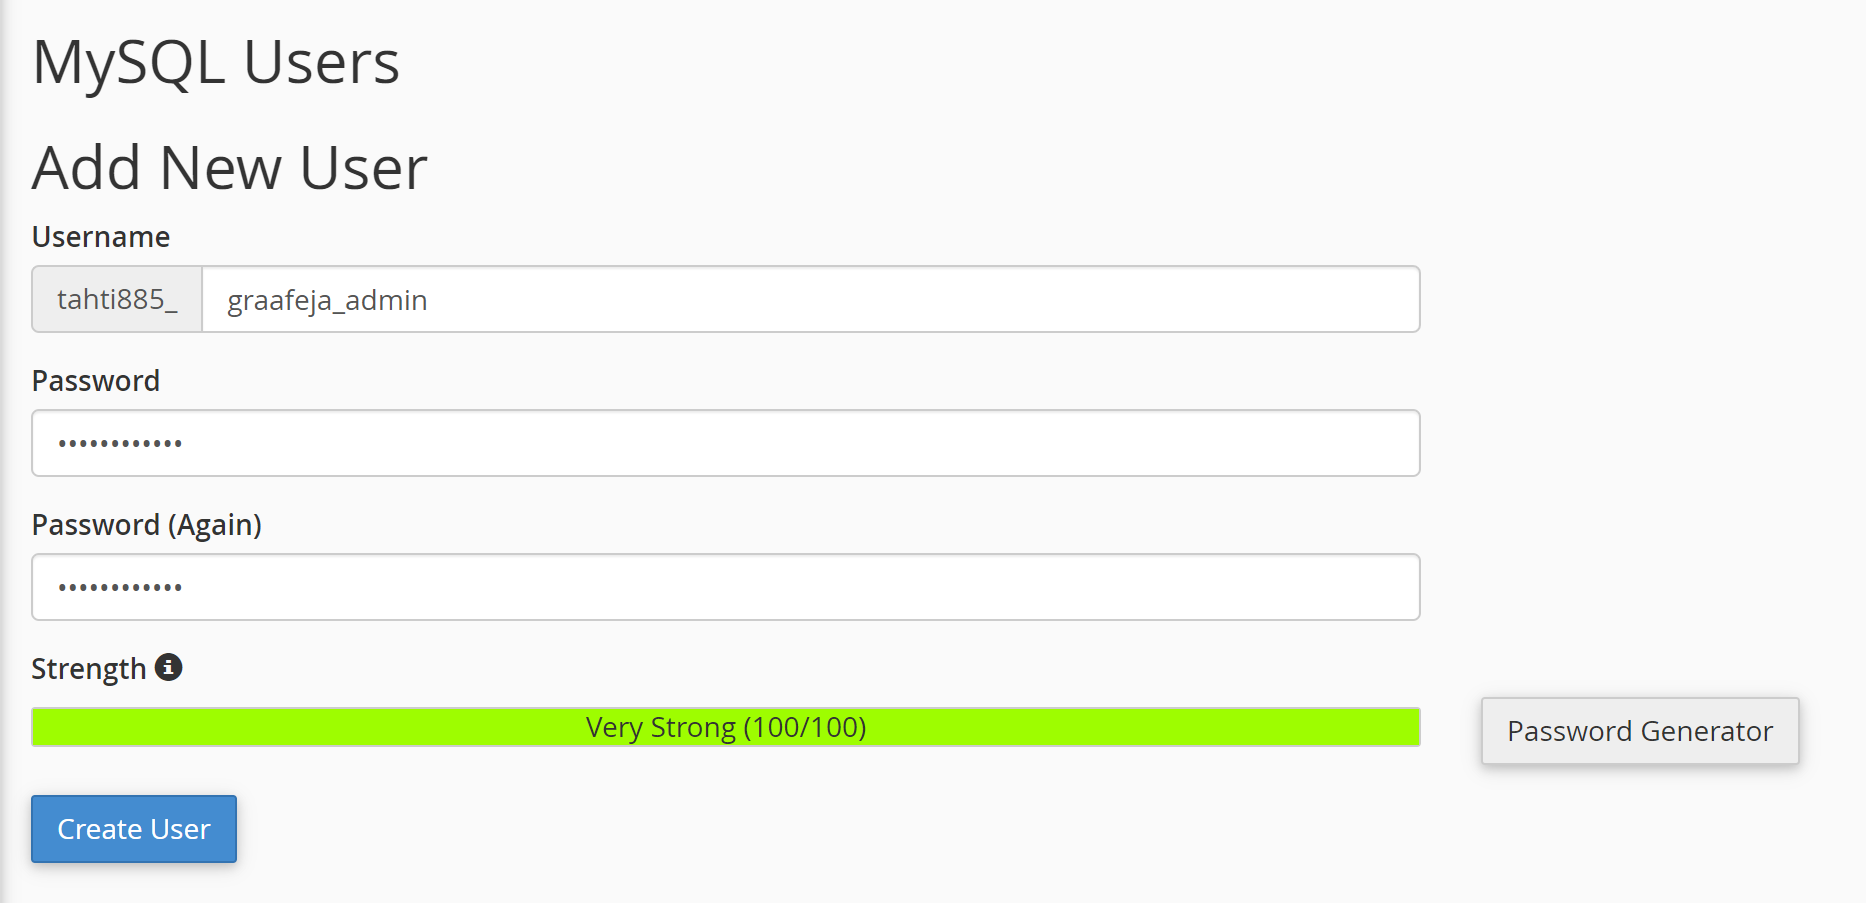 MySQL Users
Add New User
Username
tahti885_ graafeja_admin
Password
••••••••••••
Password (Again)
••••••••••••
Strength
Very Strong (100/100)
Password Generator
Create User